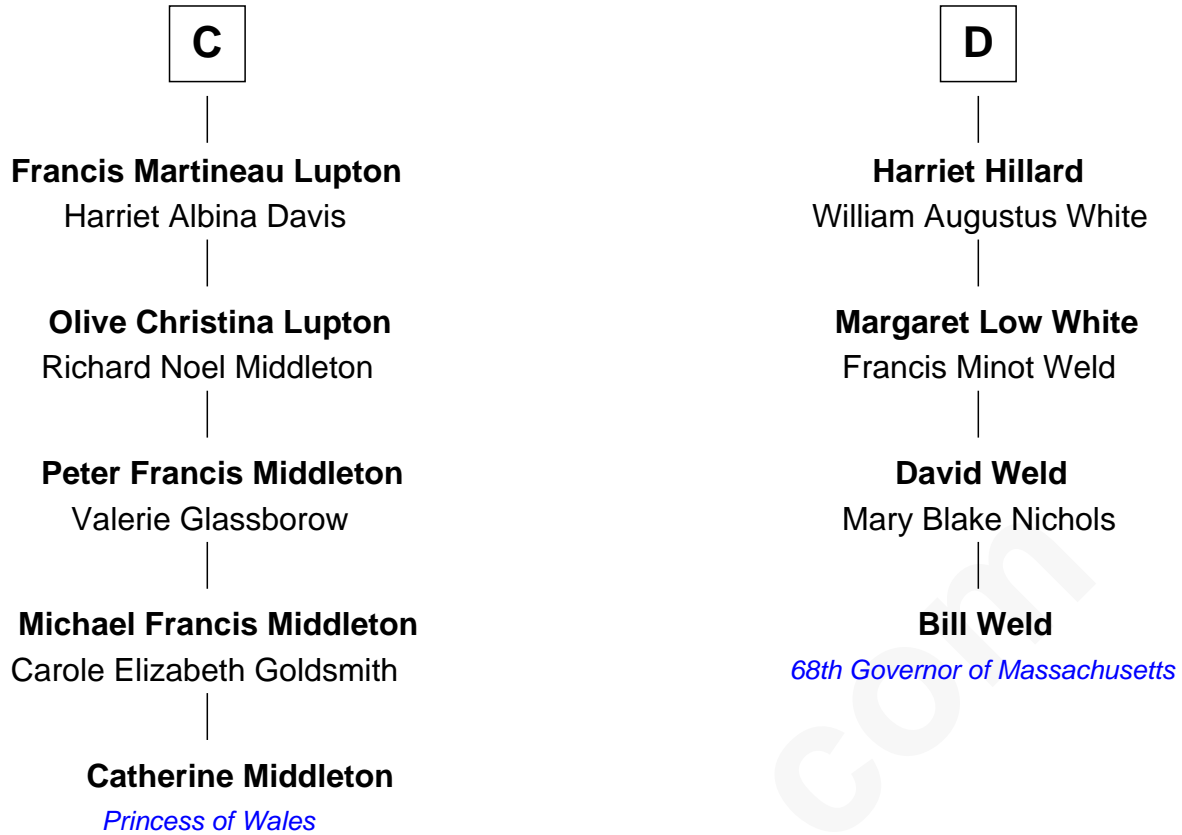 C
Francis Martineau Lupton
Harriet Albina Davis
Olive Christina Lupton
Richard Noel Middleton
Peter Francis Middleton
Valerie Glassborow
Michael Francis Middleton
Carole Elizabeth Goldsmith
Catherine Middleton
Princess of Wales
D
Harriet Hillard
William Augustus White
Margaret Low White
Francis Minot Weld
David Weld
Mary Blake Nichols
Bill Weld
68th Governor of Massachusetts
com